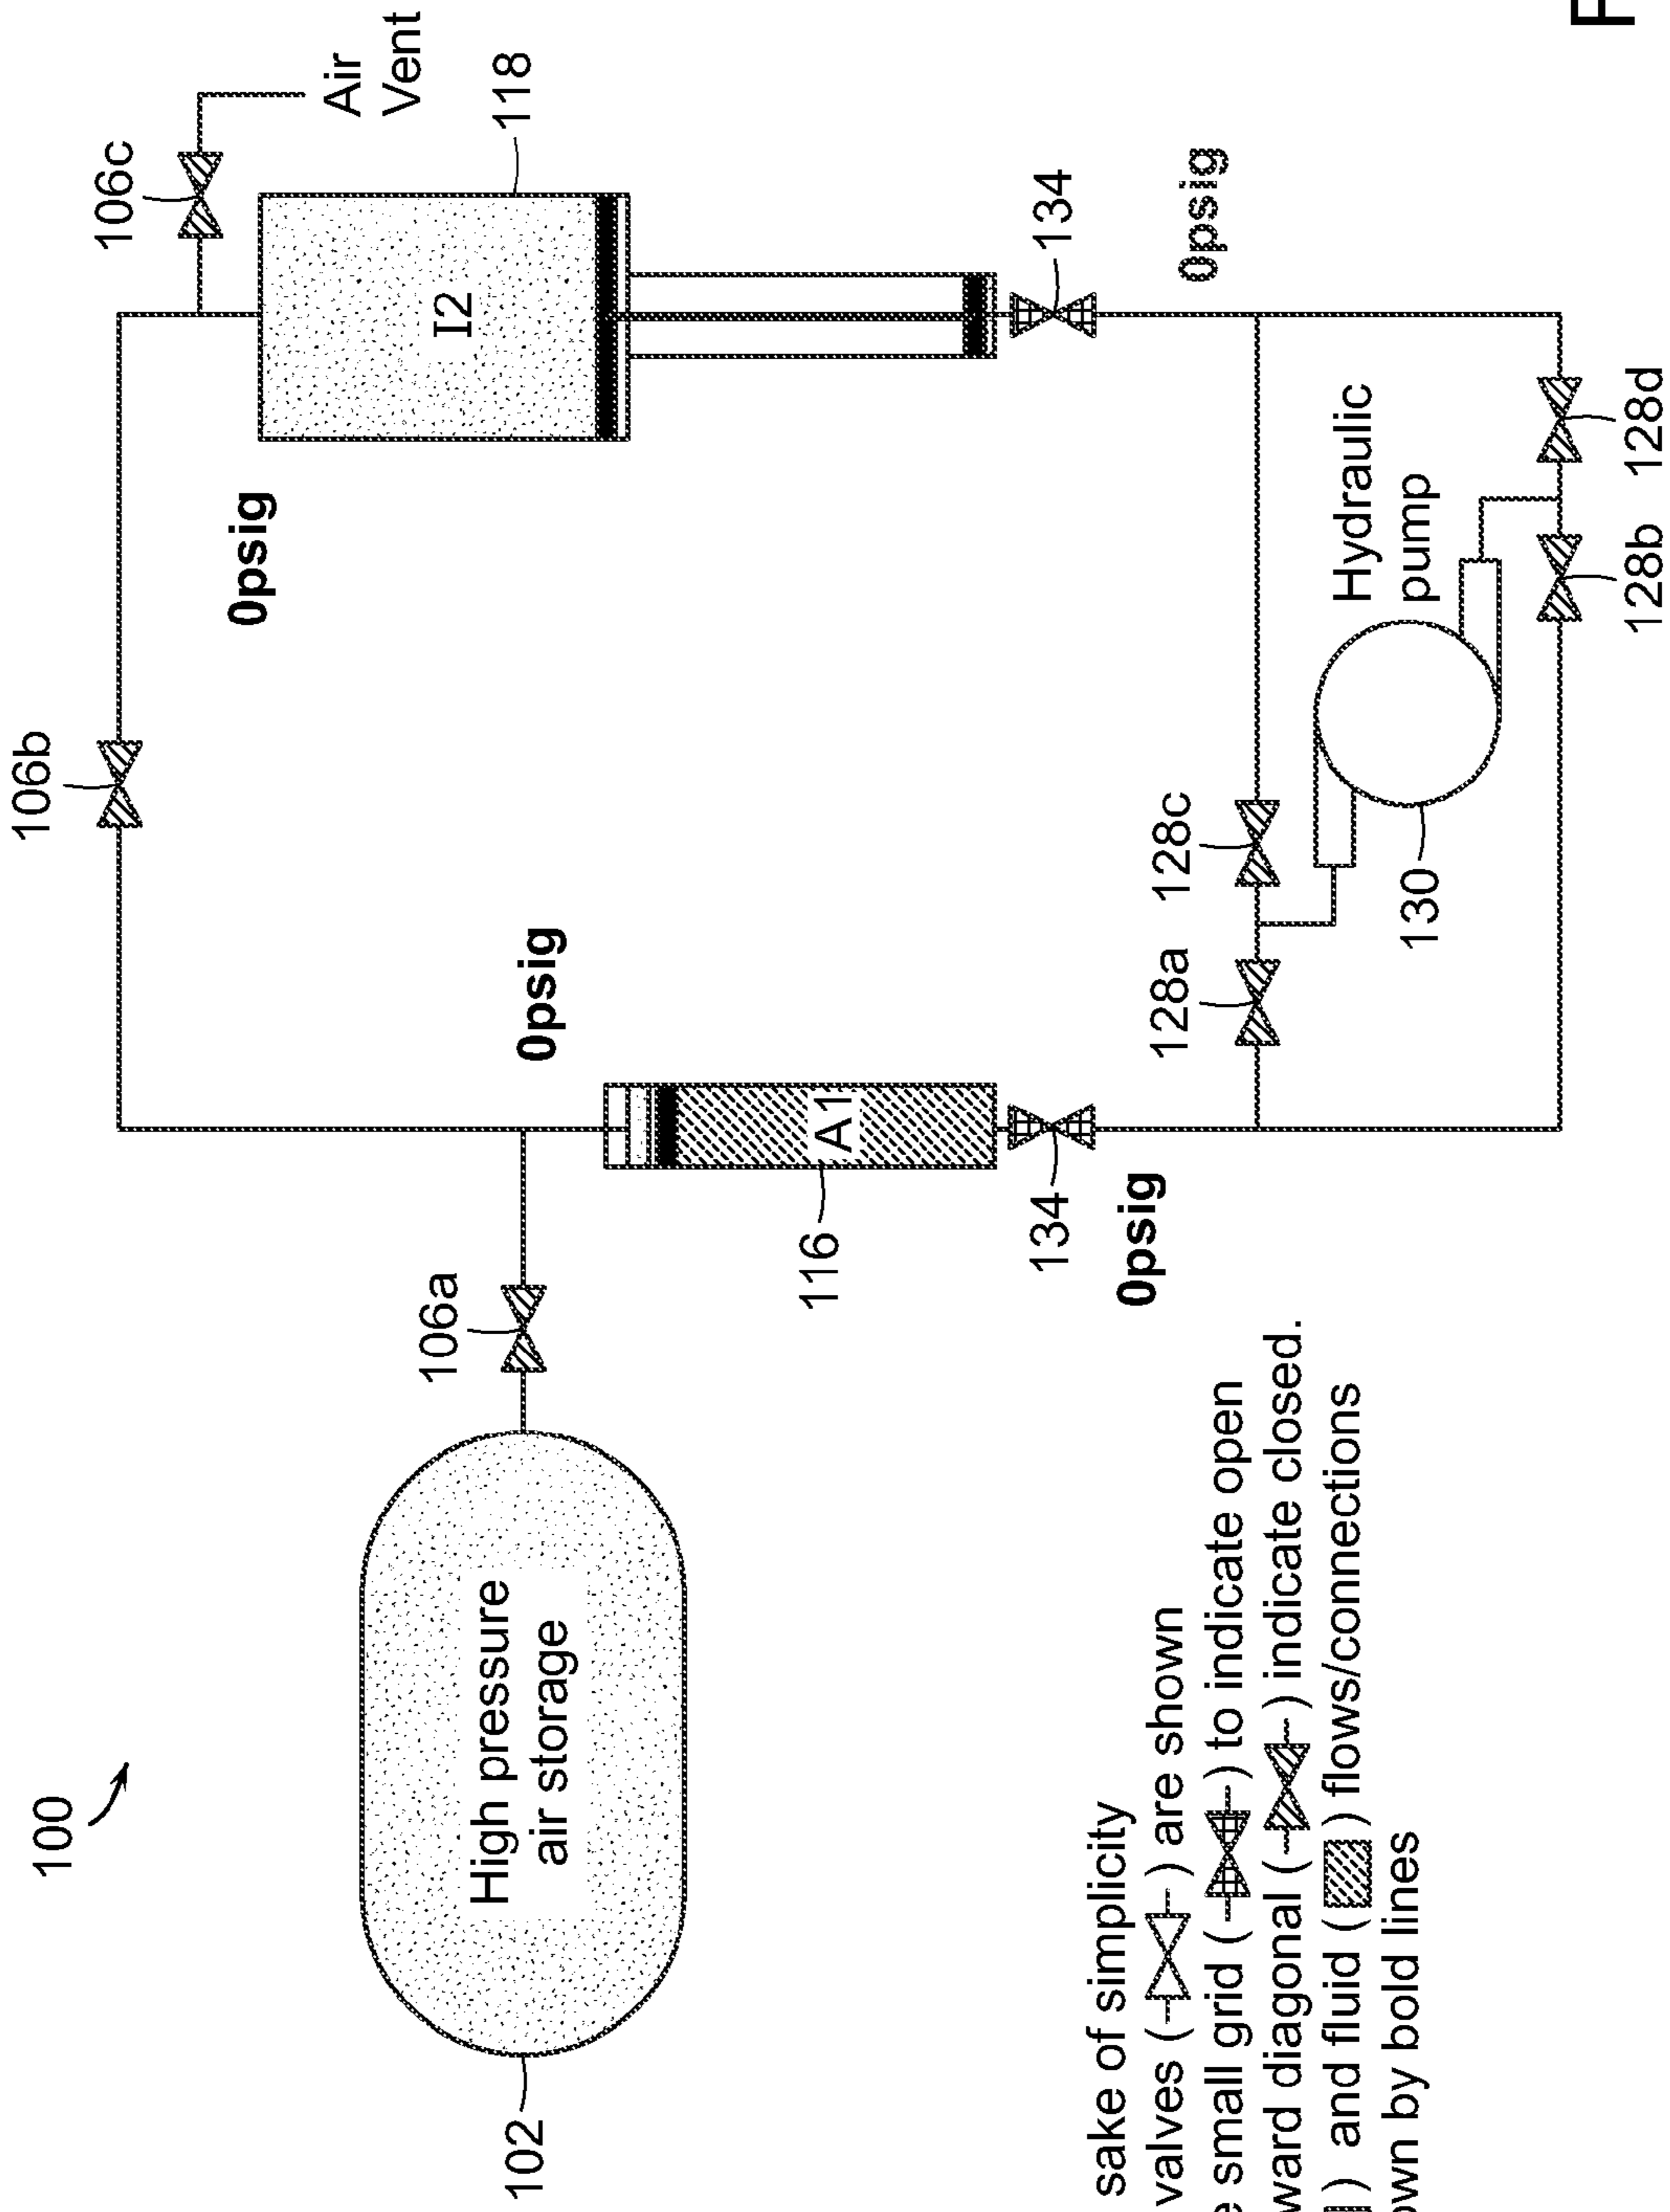 100
102
High pressure
air storage
106a
106b
106c
Air
Vent
118
I2
0psig
0psig
116
A1
134
0psig
134
0psig
128a
128c
Hydraulic
pump
130
128b
128d
sake of simplicity
valves ( ) are shown
small grid ( ) to indicate open
ward diagonal ( ) indicate closed.
) and fluid ( ) flows/connections
own by bold lines
F